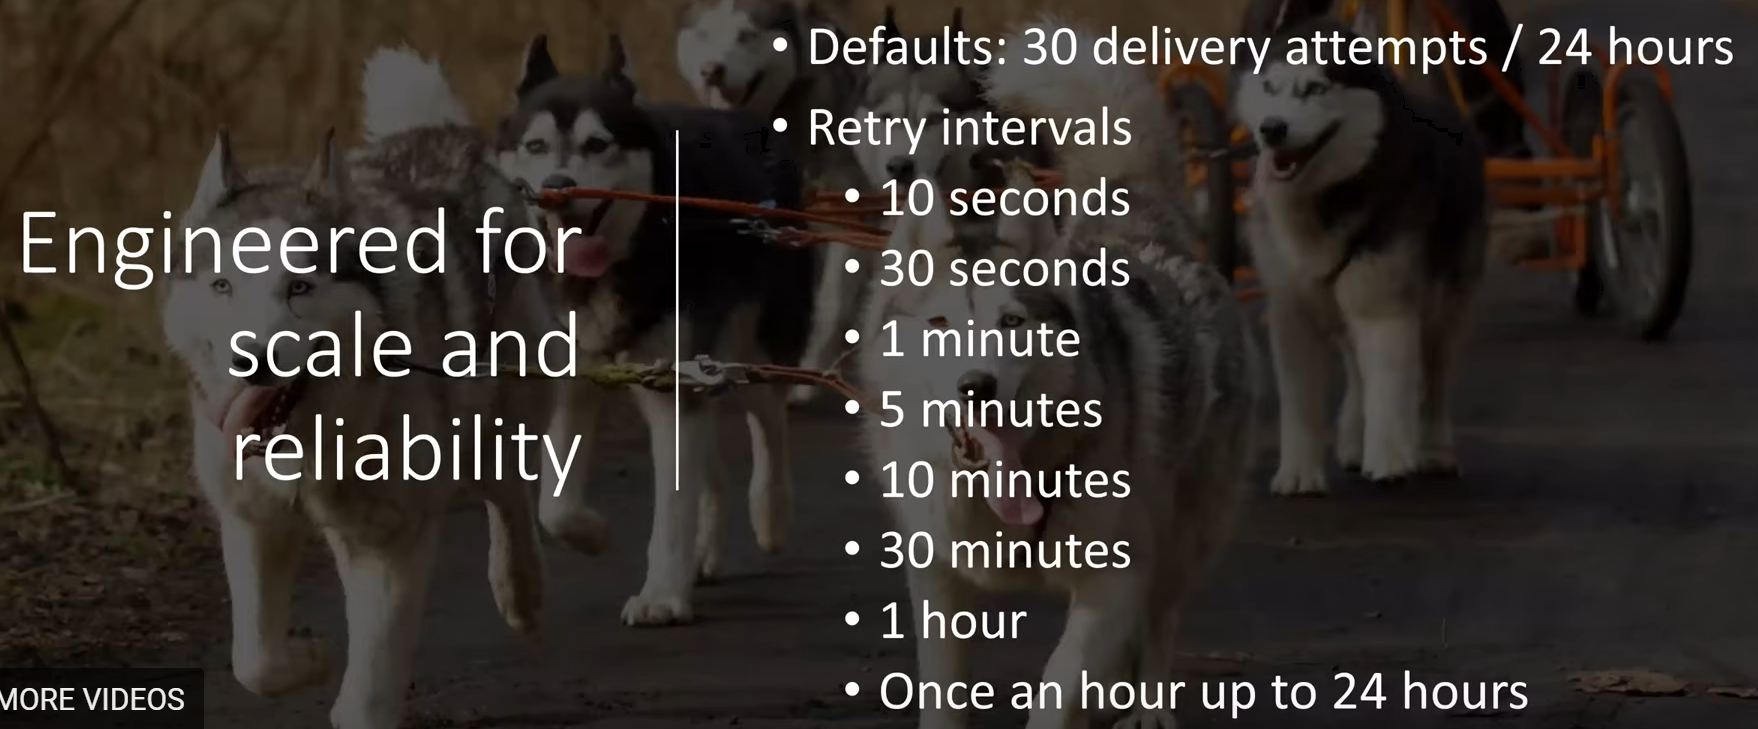 Engineered for
scale and
reliability
• Defaults: 30 delivery attempts / 24 hours
• Retry intervals
• 10 seconds
• 30 seconds
• 1 minute
• 5 minutes
• 10 minutes
• 30 minutes
• 1 hour
• Once an hour up to 24 hours
MORE VIDEOS